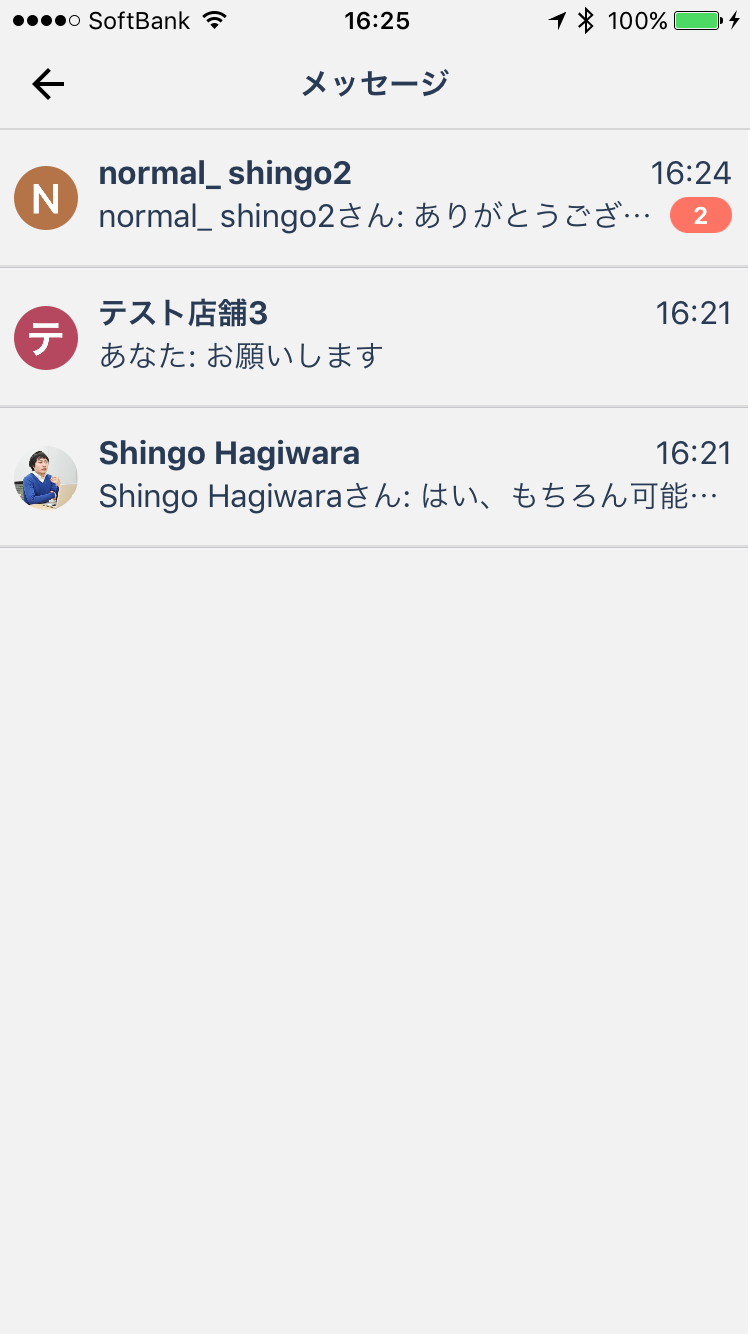 SoftBank 16:25 100%
メッセージ
N
normal_ shingo2 16:24
normal_ shingo2さん: ありがとうござ… 2
テ
テスト店舗3 16:21
あなた: お願いします
Shingo Hagiwara 16:21
Shingo Hagiwaraさん: はい、もちろん可能…